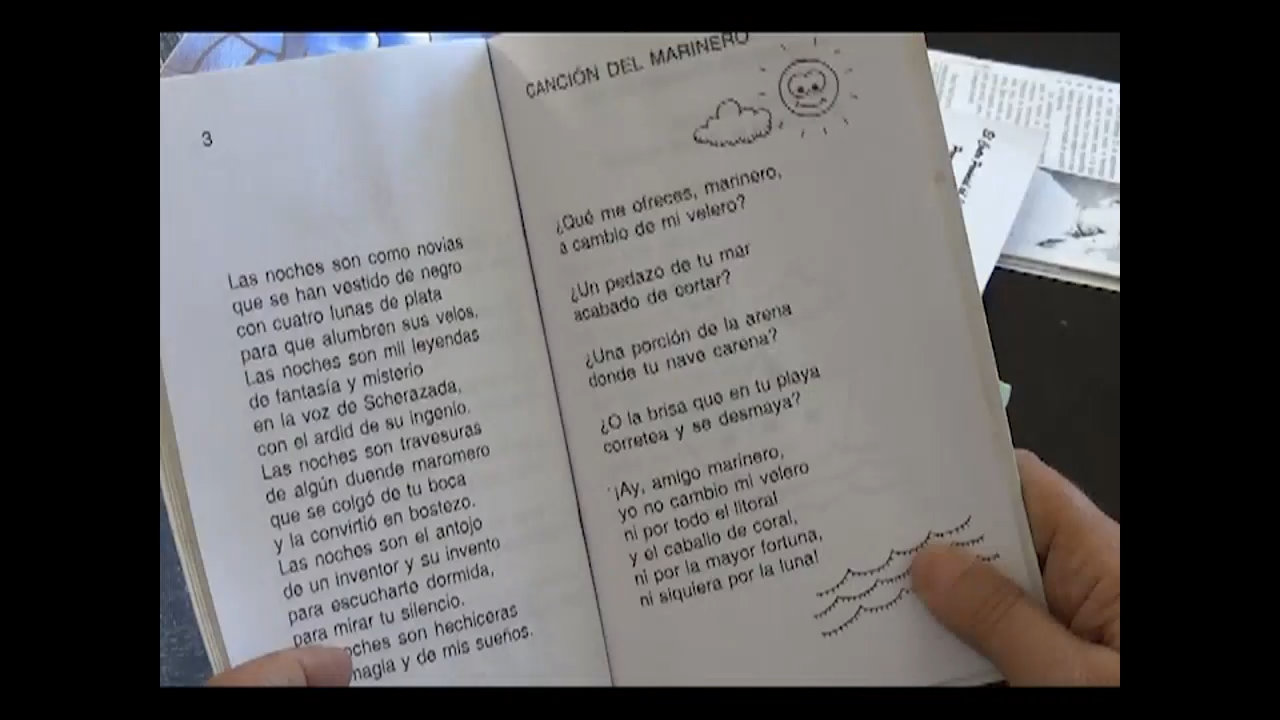 3
Las noches son como novias
que se han vestido de negro
con cuatro lunas de plata
para que alumbren sus velos.
Las noches son mil leyendas
de fantasía y misterio
en la voz de Scherazada,
con el ardid de su ingenio.
Las noches son travesuras
de algún duende maromero
que se colgó de tu boca
y la convirtió en bostezo.
Las noches son el antojo
de un inventor y su invento
para escucharte dormida,
para mirar tu silencio.
oches son hechiceras
magia y de mis sueños.
CANCIÓN DEL MARINERO
¿Qué me ofreces, marinero,
a cambio de mi velero?
¿Un pedazo de tu mar
acabado de cortar?
¿Una porción de la arena
donde tu nave carena?
¿O la brisa que en tu playa
corretea y se desmaya?
¡Ay, amigo marinero,
yo no cambio mi velero
ni por todo el litoral
y el caballo de coral,
ni por la mayor fortuna,
ni siquiera por la luna!